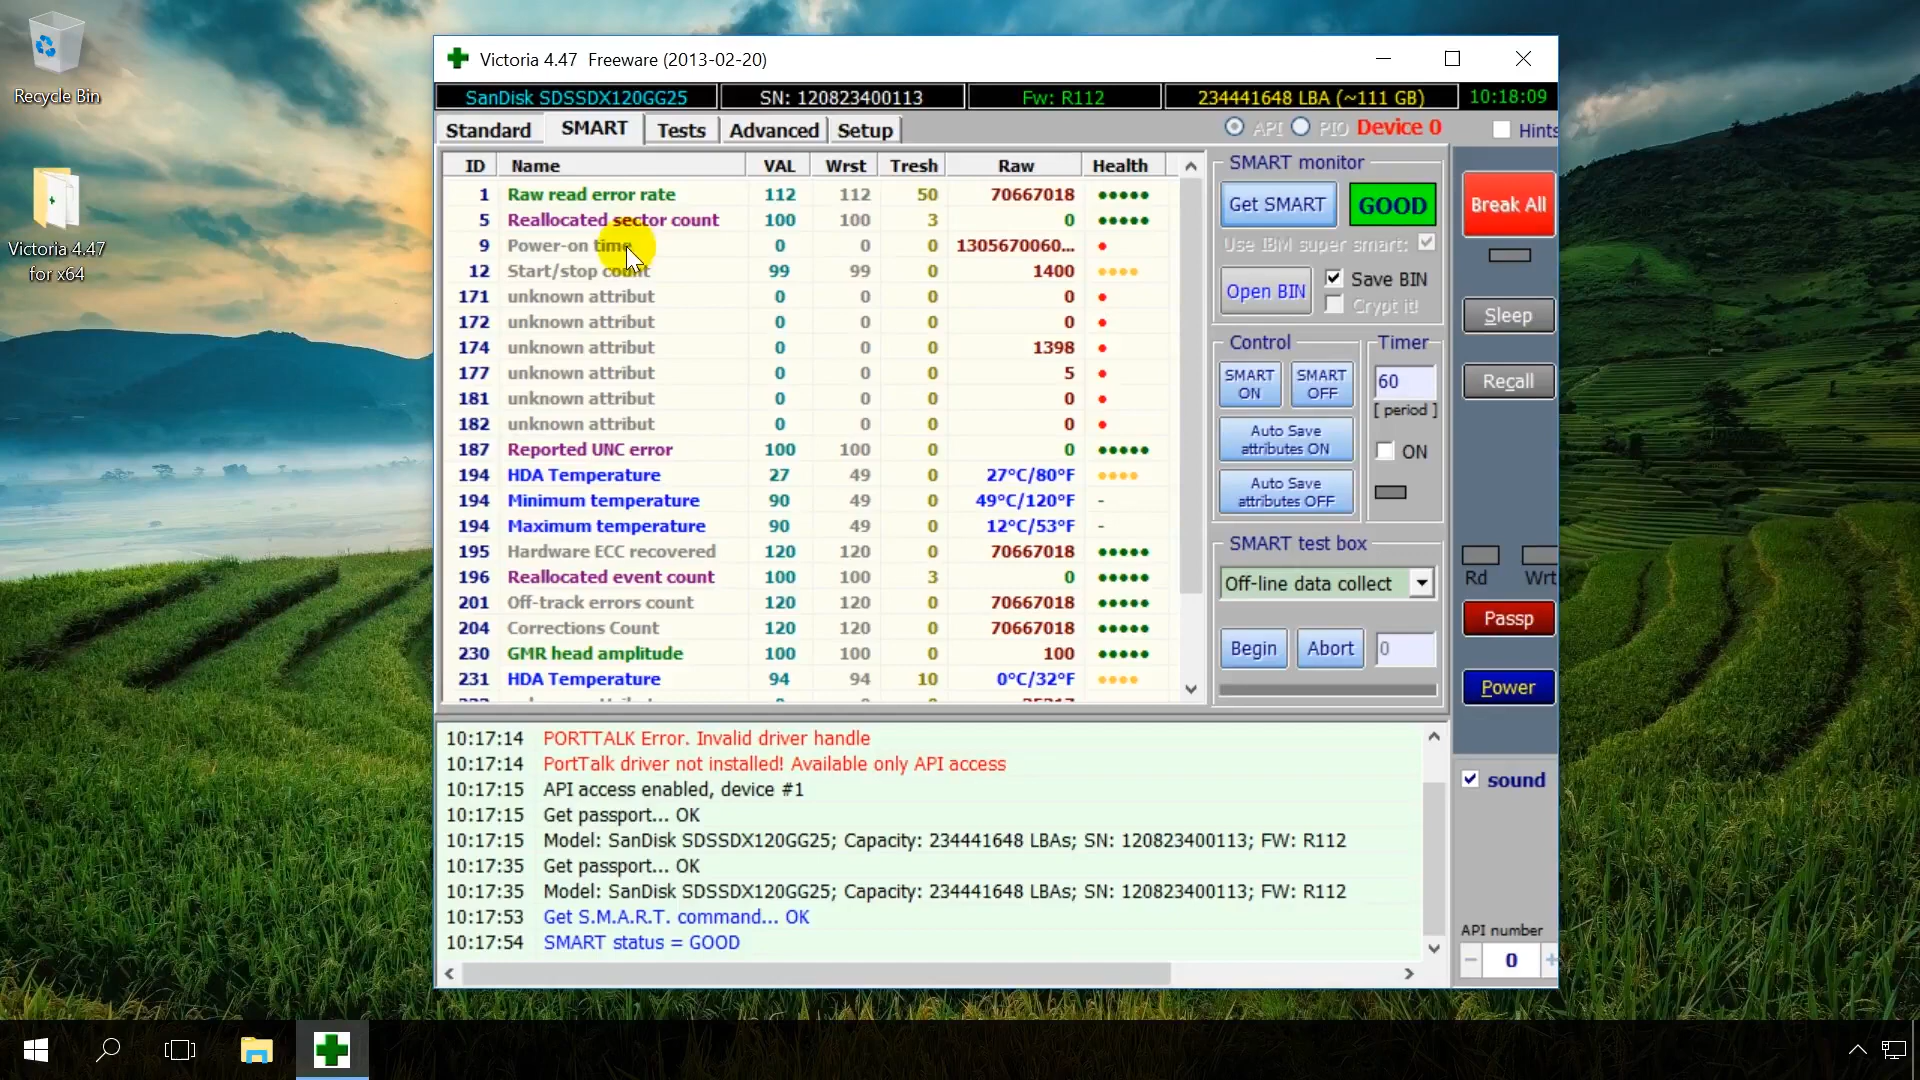 Recycle Bin
Victoria 4.47
for x64
Victoria 4.47 Freeware (2013-02-20)
SanDisk SDSSDX120GG25 SN: 120823400113 Fw: R112 234441648 LBA (~111 GB) 10:18:09
Standard SMART Tests Advanced Setup API PIO Device 0 Hints
ID Name VAL Wrst Tresh Raw Health
1 Raw read error rate 112 112 50 70667018
5 Reallocated sector count 100 100 3 0
9 Power-on time 0 0 0 1305670060...
12 Start/stop count 99 99 0 1400
171 unknown attribut 0 0 0 0
172 unknown attribut 0 0 0 0
174 unknown attribut 0 0 0 1398
177 unknown attribut 0 0 0 5
181 unknown attribut 0 0 0 0
182 unknown attribut 0 0 0 0
187 Reported UNC error 100 100 0 0
194 HDA Temperature 27 49 0 27°C/80°F
194 Minimum temperature 90 49 0 49°C/120°F -
194 Maximum temperature 90 49 0 12°C/53°F -
195 Hardware ECC recovered 120 120 0 70667018
196 Reallocated event count 100 100 3 0
201 Off-track errors count 120 120 0 70667018
204 Corrections Count 120 120 0 70667018
230 GMR head amplitude 100 100 0 100
231 HDA Temperature 94 94 10 0°C/32°F
SMART monitor
Get SMART GOOD
Use IBM super smart:
Open BIN Save BIN
Crypt it!
Control Timer
SMART ON SMART OFF 60
[ period ]
Auto Save attributes ON
ON
Auto Save attributes OFF
SMART test box
Off-line data collect
Begin Abort 0
Break All
Sleep
Recall
Rd Wrt
Passp
Power
sound
API number
- 0 +
10:17:14 PORTTALK Error. Invalid driver handle
10:17:14 PortTalk driver not installed! Available only API access
10:17:15 API access enabled, device #1
10:17:15 Get passport... OK
10:17:15 Model: SanDisk SDSSDX120GG25; Capacity: 234441648 LBAs; SN: 120823400113; FW: R112
10:17:35 Get passport... OK
10:17:35 Model: SanDisk SDSSDX120GG25; Capacity: 234441648 LBAs; SN: 120823400113; FW: R112
10:17:53 Get S.M.A.R.T. command... OK
10:17:54 SMART status = GOOD